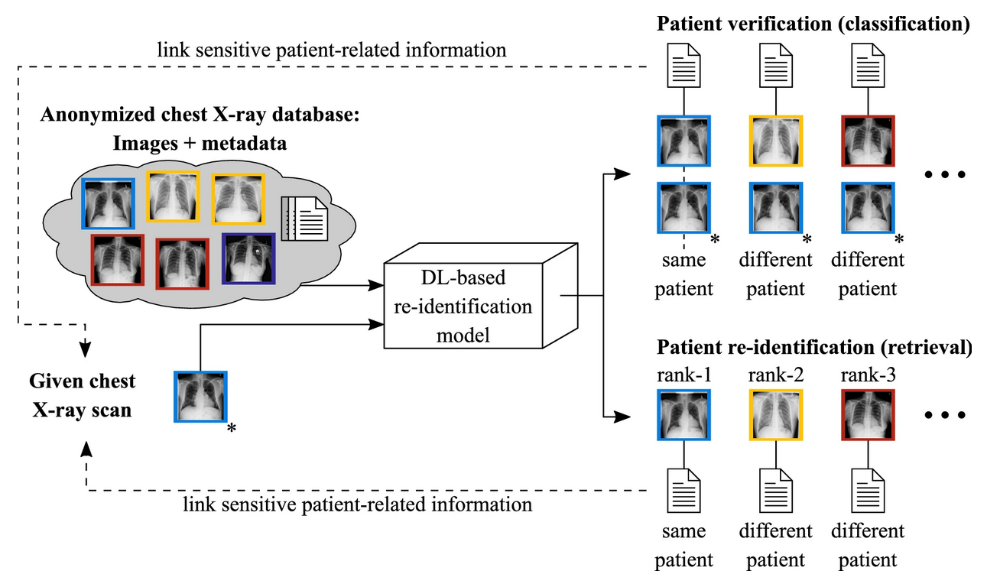 Patient verification (classification)
link sensitive patient-related information
Anonymized chest X-ray database:
Images + metadata
* * *
same different different
patient patient patient
DL-based
re-identification
model
Given chest
X-ray scan
*
Patient re-identification (retrieval)
rank-1 rank-2 rank-3
link sensitive patient-related information
same different different
patient patient patient